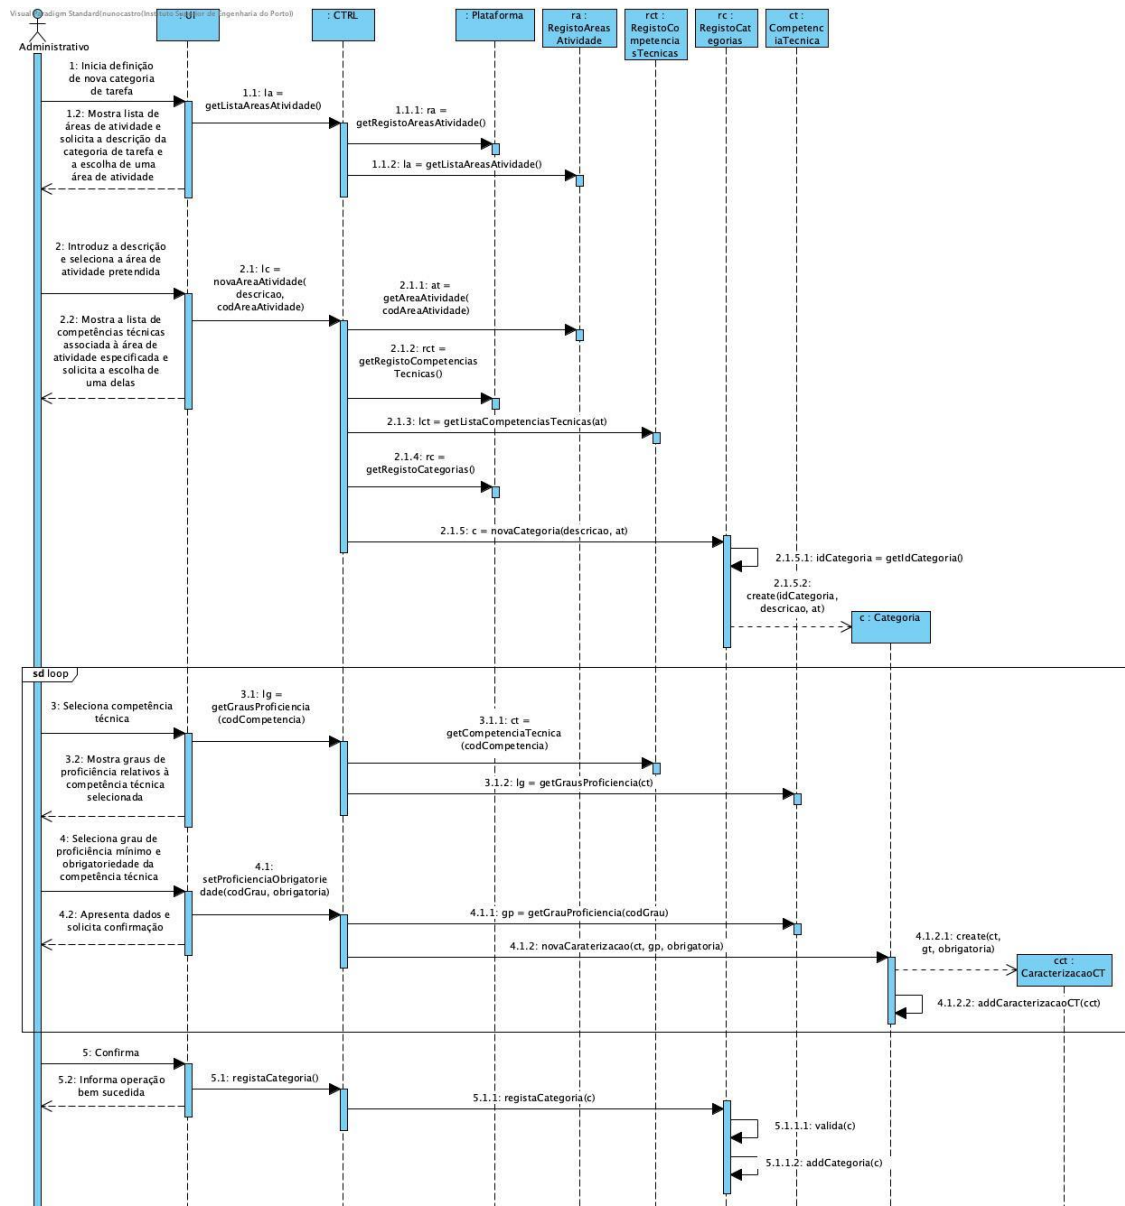 Visual Paradigm Standard(nunocastro(Instituto Superior de Engenharia do Porto))
: UI
: CTRL
: Plataforma
ra :
RegistoAreas
Atividade
rct :
RegistoCo
mpetencia
sTecnicas
rc :
RegistoCat
egorias
ct :
Competenc
iaTecnica
Administrativo
1: Inicia definição
de nova categoria
de tarefa
1.1: la =
getListaAreasAtividade()
1.1.1: ra =
getRegistoAreasAtividade()
1.2: Mostra lista de
áreas de atividade e
solicita a descrição da
categoria de tarefa e
a escolha de uma
área de atividade
1.1.2: la = getListaAreasAtividade()
2: Introduz a descrição
e seleciona a área de
atividade pretendida
2.1: lc =
novaAreaAtividade(
descricao,
codAreaAtividade)
2.1.1: at =
getAreaAtividade(
codAreaAtividade)
2.2: Mostra a lista de
competências técnicas
associada à área de
atividade especificada e
solicita a escolha de
uma delas
2.1.2: rct =
getRegistoCompetencias
Tecnicas()
2.1.3: lct = getListaCompetenciasTecnicas(at)
2.1.4: rc =
getRegistoCategorias()
2.1.5: c = novaCategoria(descricao, at)
2.1.5.1: idCategoria = getIdCategoria()
2.1.5.2:
create(idCategoria,
descricao, at)
c : Categoria
sd loop
3: Seleciona competência
técnica
3.1: lg =
getGrausProficiencia
(codCompetencia)
3.1.1: ct =
getCompetenciaTecnica
(codCompetencia)
3.2: Mostra graus de
proficiência relativos à
competência técnica
selecionada
3.1.2: lg = getGrausProficiencia(ct)
4: Seleciona grau de
proficiência mínimo e
obrigatoriedade da
competência técnica
4.1:
setProficienciaObrigatorie
dade(codGrau, obrigatoria)
4.2: Apresenta dados e
solicita confirmação
4.1.1: gp = getGrauProficiencia(codGrau)
4.1.2: novaCaraterizacao(ct, gp, obrigatoria)
4.1.2.1: create(ct,
gt, obrigatoria)
cct :
CaracterizacaoCT
4.1.2.2: addCaracterizacaoCT(cct)
5: Confirma
5.1: registaCategoria()
5.2: Informa operação
bem sucedida
5.1.1: registaCategoria(c)
5.1.1.1: valida(c)
5.1.1.2: addCategoria(c)